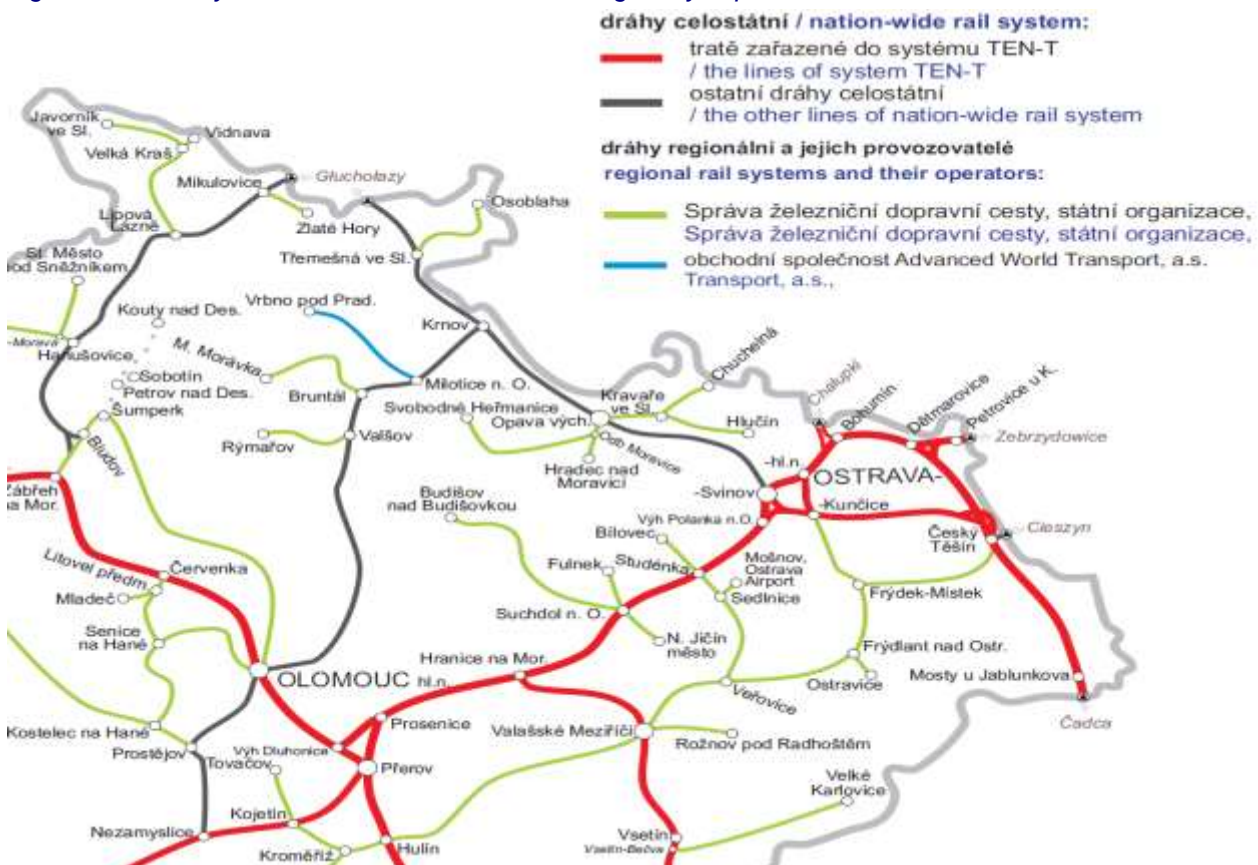 dráhy celostátní / nation-wide rail system:
tratě zařazené do systému TEN-T
/ the lines of system TEN-T
ostatní dráhy celostátní
/ the other lines of nation-wide rail system
dráhy regionální a jejich provozovatelé
regional rail systems and their operators:
Správa železniční dopravní cesty, státní organizace,
Správa železniční dopravní cesty, státní organizace,
obchodní společnost Advanced World Transport, a.s.
Transport, a.s.,
Javorník
ve Sl.
Vidnava
Velká Kraš
Mikulovice
Głuchołazy
Osoblaha
Lipová
Lázně
Zlaté Hory
Třemešná ve Sl.
Sl. Město
pod Sněžníkem
Kouty nad Des.
Vrbno pod Prad.
Krnov
-Morava
Hanušovice
M. Morávka
Chuchelná
Sobotín
Petrov nad Des.
Šumperk
Bruntál
Milotice n. O.
Svobodné Heřmanice
Opava vých.
Kravaře
ve Sl.
Hlučín
Chałupki
Bohumín
Dětmarovice
Petrovice u K.
Zebrzydowice
Bludov
Rýmařov
Valšov
Hradec nad
Moravicí
-hl.n.
OSTRAVA-
-Svinov
-Kunčice
Zábřeh
na Mor.
Budišov
nad Budišovkou
Výh Polanka n.O.
Bílovec
Český
Těšín
Cieszyn
Litovel předm.
Červenka
Mladeč
Fulnek
Studénka
Mošnov,
Ostrava
Airport
Sedlnice
Frýdek-Místek
Suchdol n. O.
Senice
na Hané
N. Jičín
město
Frýdlant nad Ostr.
Hranice na Mor.
OLOMOUC hl.n.
Veřovice
Ostravice
Mosty u Jablunkova
Čadca
Kostelec na Hané
Prosenice
Valašské Meziříčí
Rožnov pod Radhoštěm
Prostějov
Výh Dluhonice
Tovačov
Přerov
Velké
Karlovice
Kojetín
Nezamyslice
Kroměříž
Hulín
Vsetín
Vsetín-Bečva